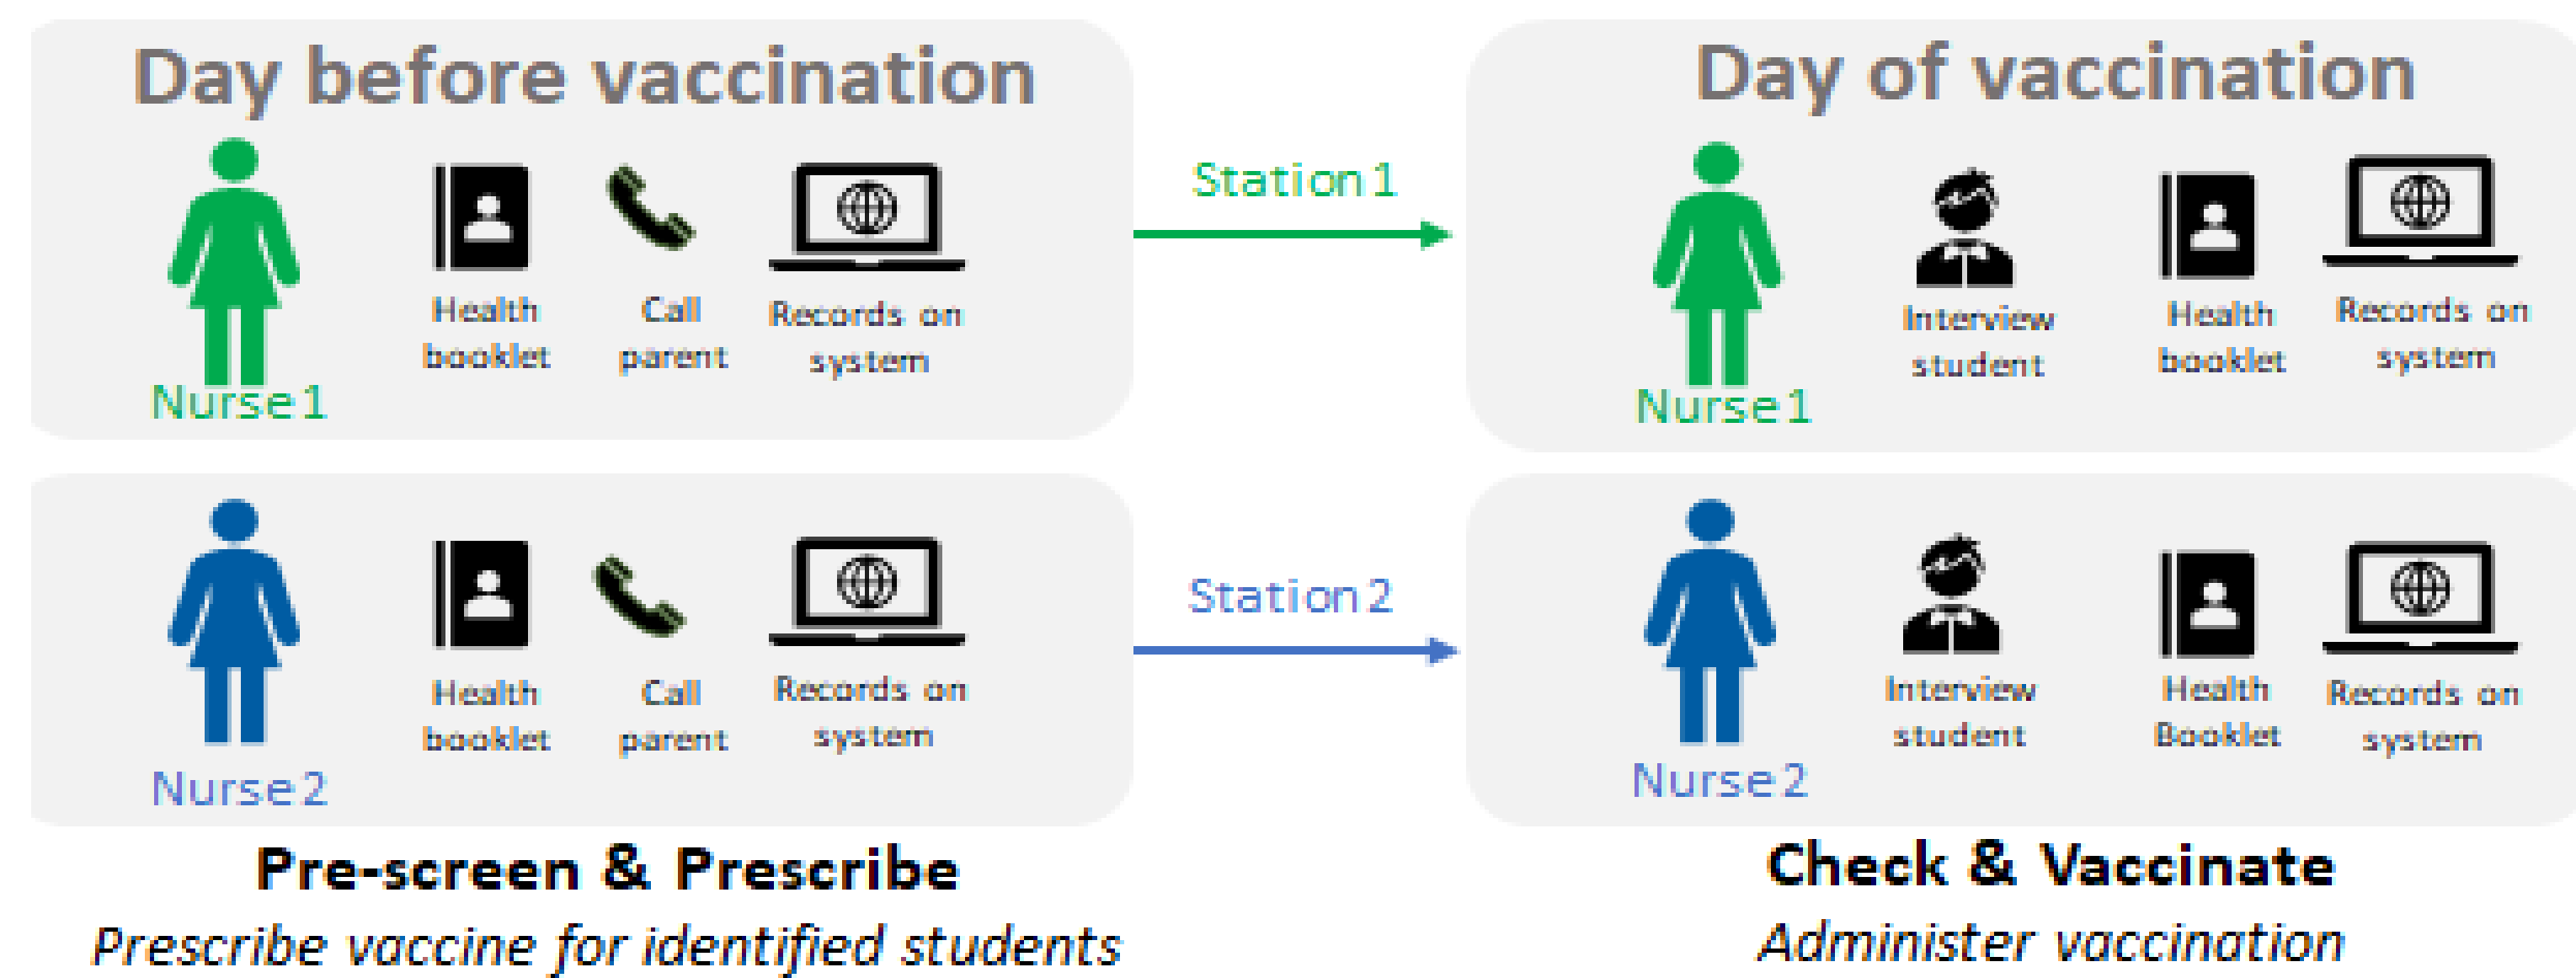 Day before vaccination
Health
booklet
Call
parent
Records on
system
Nurse 1
Station 1
Day of vaccination
Interview
student
Health
booklet
Records on
system
Nurse 1
Health
booklet
Call
parent
Records on
system
Nurse 2
Station 2
Interview
student
Health
Booklet
Records on
system
Nurse 2
Pre-screen & Prescribe
Prescribe vaccine for identified students
Check & Vaccinate
Administer vaccination